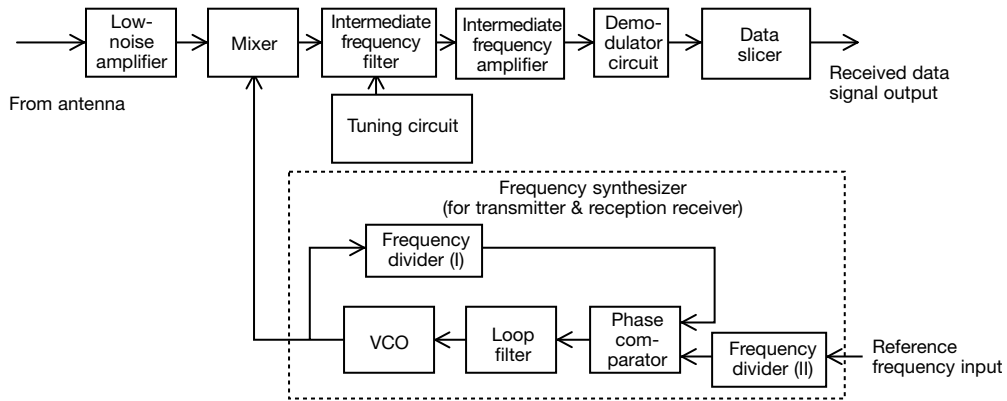 Low-
noise
amplifier
Mixer
Intermediate
frequency
filter
Intermediate
frequency
amplifier
Demo-
dulator
circuit
Data
slicer
From antenna
Received data
signal output
Tuning circuit
Frequency synthesizer
(for transmitter & reception receiver)
Frequency
divider (I)
VCO
Loop
filter
Phase
com-
parator
Frequency
divider (II)
Reference
frequency input